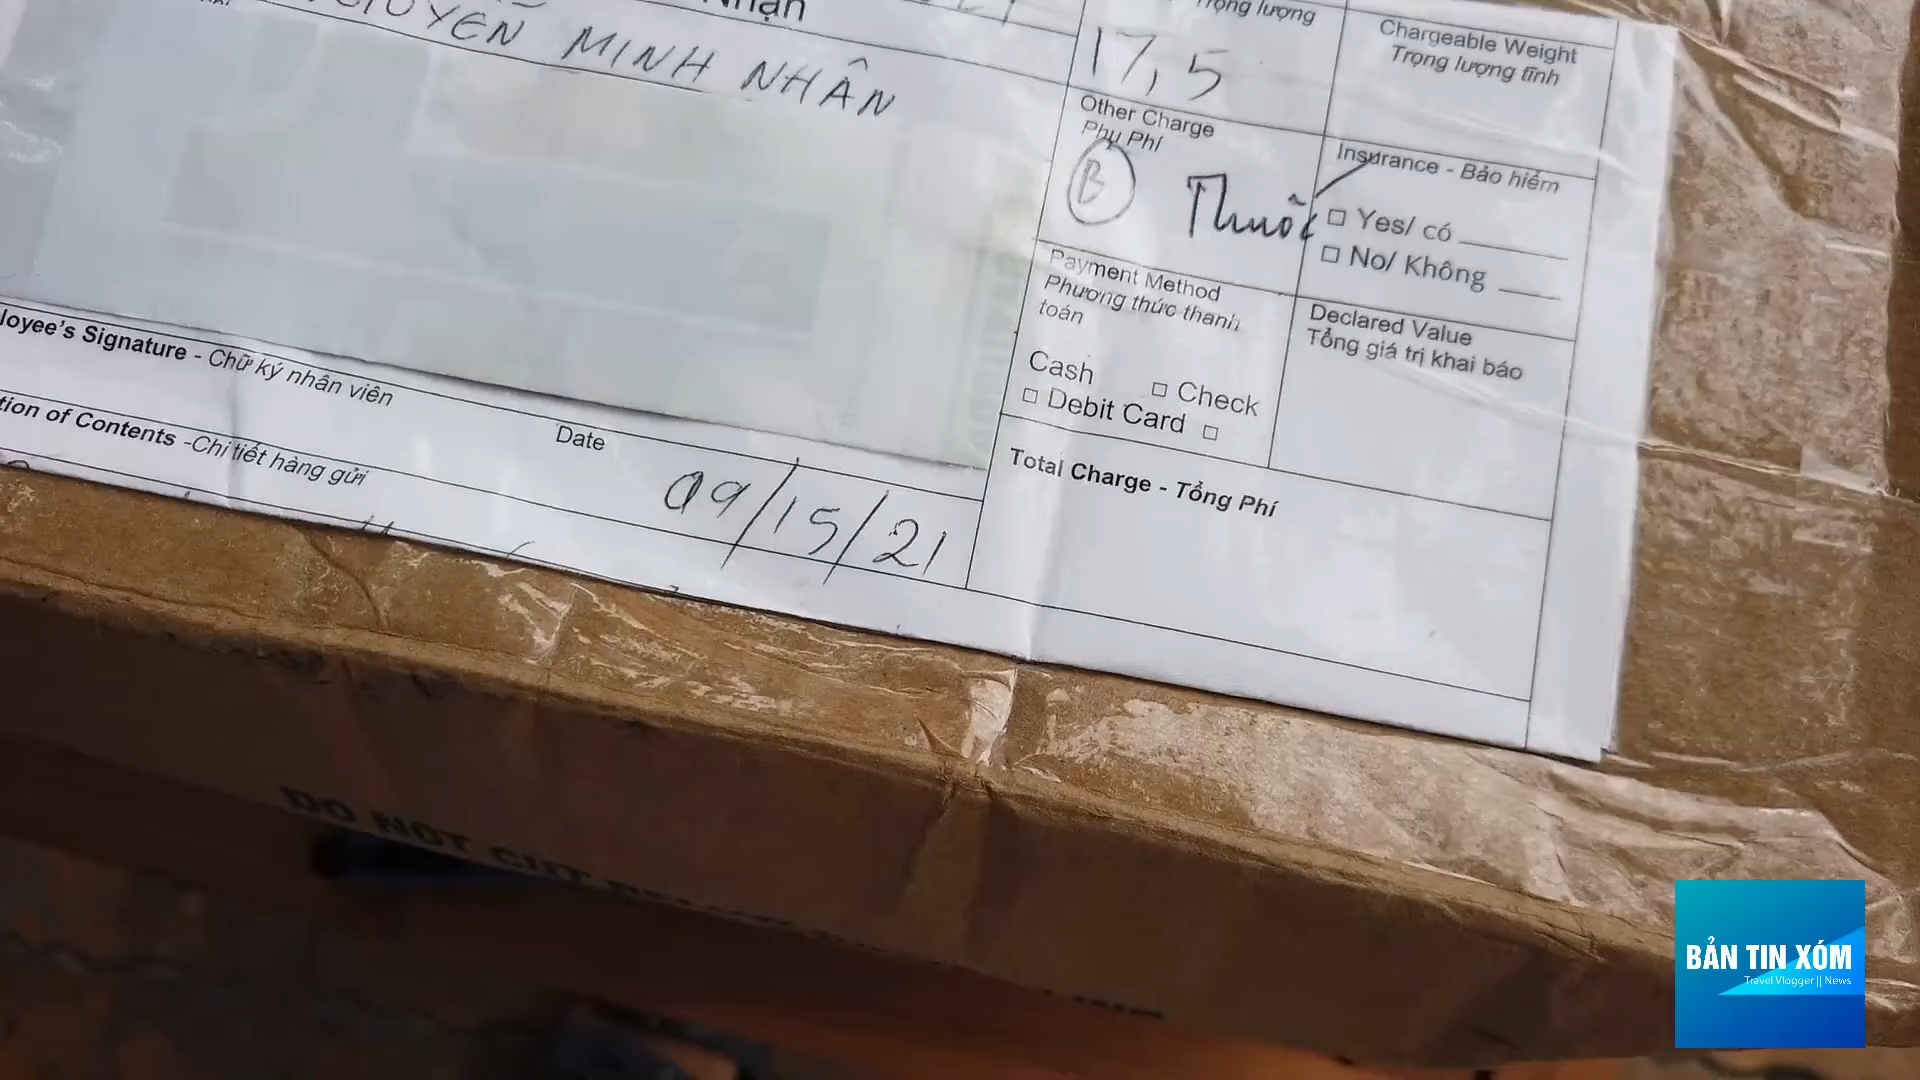 Nhận
NGUYỄN MINH NHÂN
Trọng lượng
17,5
Chargeable Weight
Trọng lượng tĩnh
Other Charge
Phụ Phí
B Thuốc
Insurance - Bảo hiểm
□ Yes/ có
□ No/ Không
Payment Method
Phương thức thanh
toán
Cash □ Check
□ Debit Card □
Declared Value
Tổng giá trị khai báo
Total Charge - Tổng Phí
loyee's Signature - Chữ ký nhân viên
Date
09/15/21
tion of Contents -Chi tiết hàng gửi
DO NOT CUT
BẢN TIN XÓM
Travel Vlogger || News